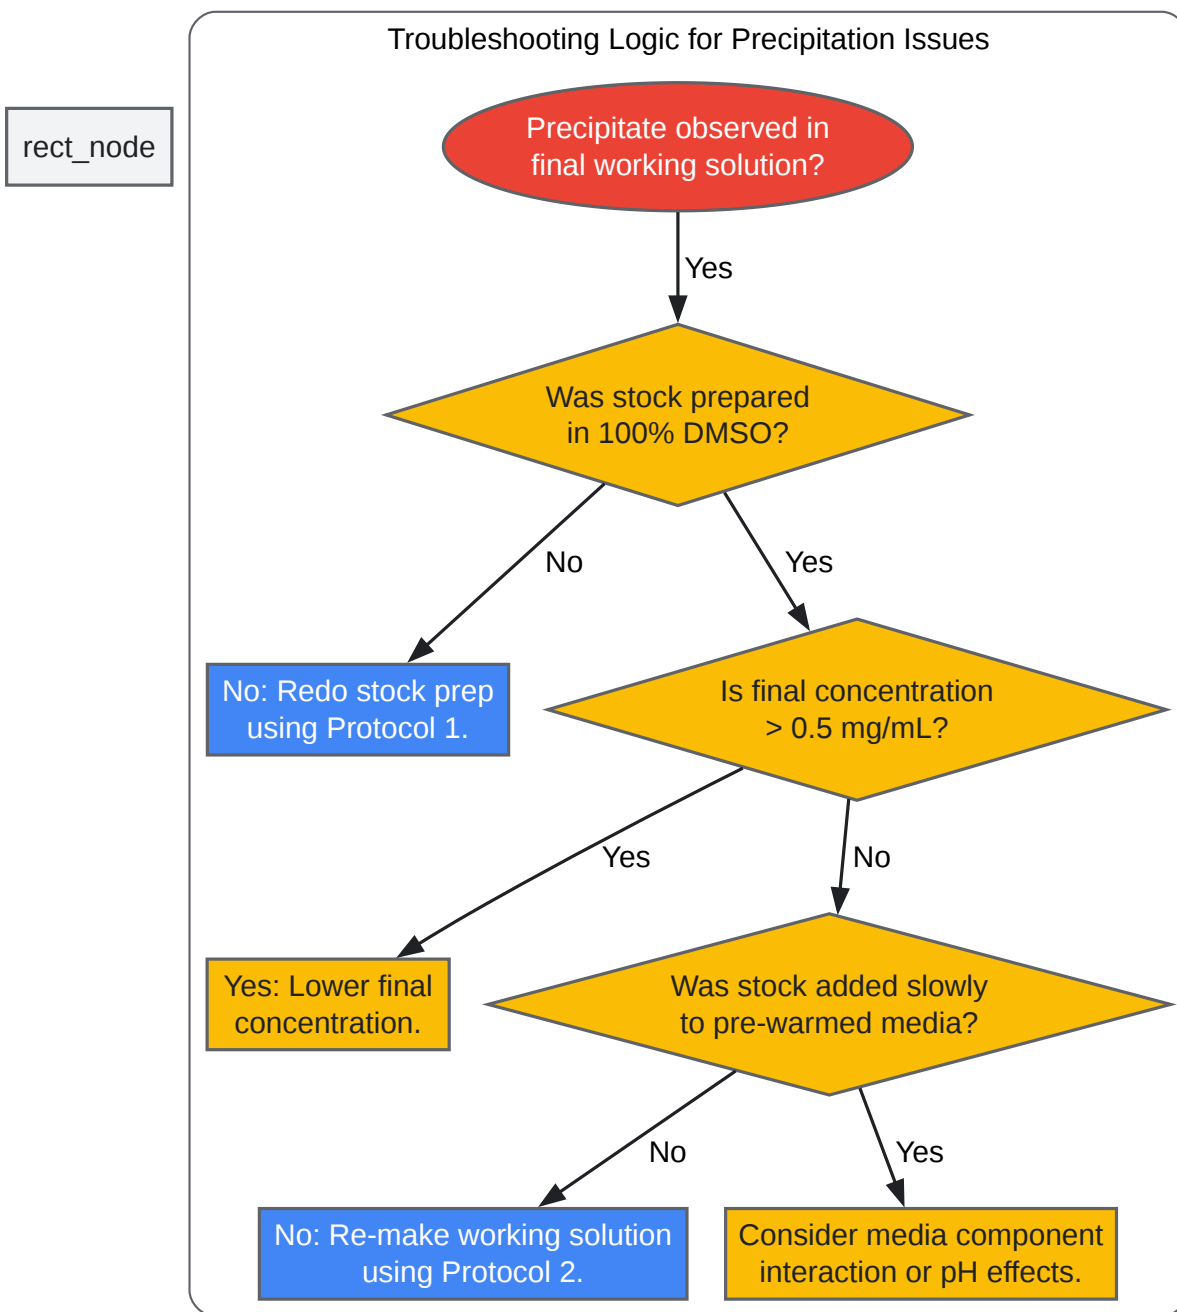 Troubleshooting Logic for Precipitation Issues
rect_node
Precipitate observed in
final working solution?
Yes
Was stock prepared
in 100% DMSO?
No
Yes
No: Redo stock prep
using Protocol 1.
Is final concentration
> 0.5 mg/mL?
Yes
No
Yes: Lower final
concentration.
Was stock added slowly
to pre-warmed media?
No
Yes
No: Re-make working solution
using Protocol 2.
Consider media component
interaction or pH effects.